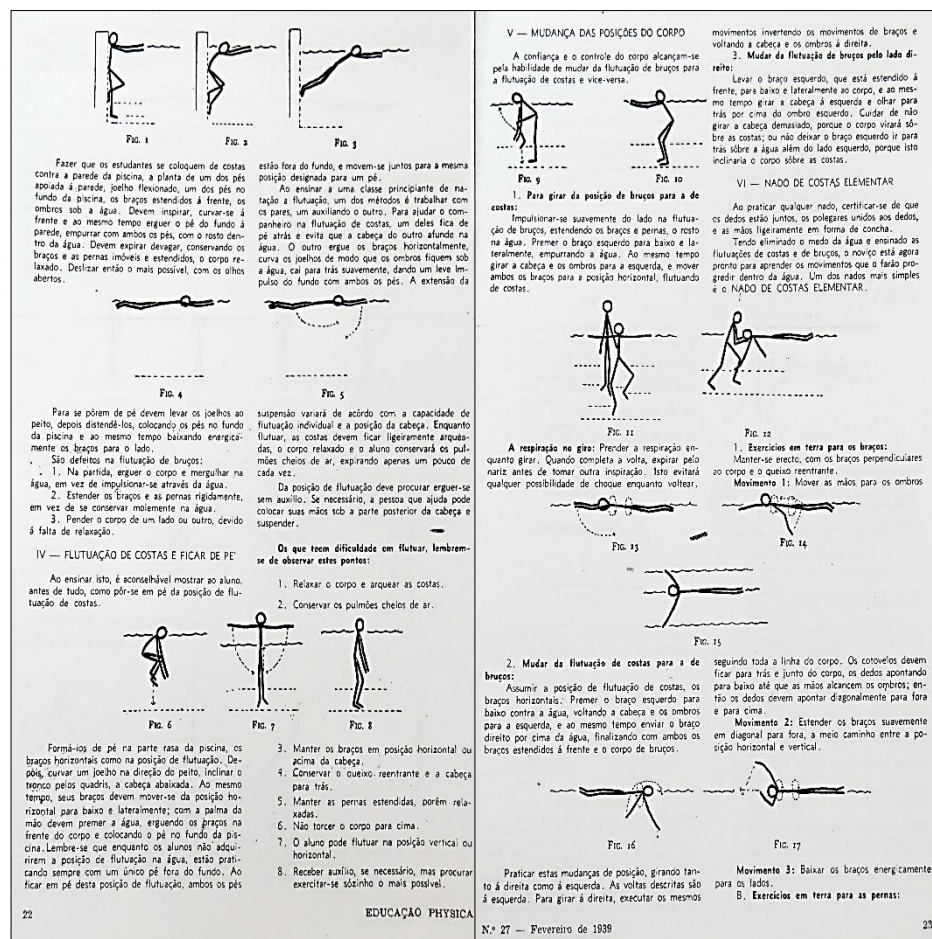 FIG. 1
FIG. 2
FIG. 3
Fazer que os estudantes se coloquem de costas
contra a parede da piscina, a planta de um dos pés
apoiada á parede, joelho flexionado, um dos pés no
fundo da piscina, os braços estendidos á frente, os
ombros sob a água. Devem inspirar, curvar-se á
frente e ao mesmo tempo erguer o pé do fundo á
parede, empurrar com ambos os pés, com o rosto den-
tro da água. Devem expirar devagar, conservando os
braços e as pernas imóveis e estendidos, o corpo re-
laxado. Deslizar então o mais possivel, com os olhos
abertos.
estão fora do fundo, e movem-se juntos para a mesma
posição designada para um pé.
Ao ensinar a uma classe principiante de na-
tação a flutuação, um dos métodos é trabalhar com
os pares, um auxiliando o outro. Para ajudar o com-
panheiro na flutuação de costas, um deles fica de
pé atrás e evita que a cabeça do outro afunde na
água. O outro ergue os braços horizontalmente,
curva os joelhos de modo que os ombros fiquem sob
a água, cai para trás suavemente, dando um leve im-
pulso do fundo com ambos os pés. A extensão da
FIG. 4
FIG. 5
Para se pôrem de pé devem levar os joelhos ao
peito, depois distendê-los, colocando os pés no fundo
da piscina e ao mesmo tempo baixando energica-
mente os braços para o lado.
São defeitos na flutuação de bruços:
1. Na partida, erguer o corpo e mergulhar na
água, em vez de impulsionar-se através da água.
2. Estender os braços e as pernas rigidamente,
em vez de se conservar molemente na água.
3. Pender o corpo de um lado ou outro, devido
á falta de relaxação.
IV — FLUTUAÇÃO DE COSTAS E FICAR DE PE'
Ao ensinar isto, é aconselhável mostrar ao aluno,
antes de tudo, como pôr-se em pé da posição de flu-
tuação de costas.
suspensão variará de acôrdo com a capacidade de
flutuação individual e a posição da cabeça. Enquanto
flutuar, as costas devem ficar ligeiramente arquea-
das, o corpo relaxado e o aluno conservará os pul-
mões cheios de ar, expirando apenas um pouco de
cada vez.
Da posição de flutuação deve procurar erguer-se
sem auxílio. Se necessário, a pessoa que ajuda pode
colocar suas mãos sob a parte posterior da cabeça e
suspender.
Os que teem dificuldade em flutuar, lembrem-
se de observar estes pontos:
1. Relaxar o corpo e arquear as costas.
2. Conservar os pulmões cheios de ar.
FIG. 6
FIG. 7
FIG. 8
Formá-los de pé na parte rasa da piscina, os
braços horizontais como na posição de flutuação. De-
pois, curvar um joelho na direção do peito, inclinar o
tronco pelos quadris, a cabeça abaixada. Ao mesmo
tempo, seus braços devem mover-se da posição ho-
rizontal para baixo e lateralmente; com a palma da
mão devem premer a água, erguendo os braços na
frente do corpo e colocando o pé no fundo da pis-
cina. Lembre-se que enquanto os alunos não adqui-
rirem a posição de flutuação na água, estão prati-
cando sempre com um único pé fora do fundo. Ao
ficar em pé desta posição de flutuação, ambos os pés
3. Manter os braços em posição horizontal ou
acima da cabeça.
4. Conservar o queixo reentrante e a cabeça
para trás.
5. Manter as pernas estendidas, porém rela-
xadas.
6. Não torcer o corpo para cima.
7. O aluno pode flutuar na posição vertical ou
horizontal.
8. Receber auxílio, se necessário, mas procurar
exercitar-se sózinho o mais possivel.
22
EDUCAÇÃO PHYSICA
V — MUDANÇA DAS POSIÇÕES DO CORPO
A confiança e o controle do corpo alcançam-se
pela habilidade de mudar da flutuação de bruços para
a flutuação de costas e vice-versa.
FIG. 9
FIG. 10
1. Para girar da posição de bruços para a de
costas:
Impulsionar-se suavemente do lado na flutua-
ção de bruços, estendendo os braços e pernas, o rosto
na água. Premer o braço esquerdo para baixo e la-
teralmente, empurrando a água. Ao mesmo tempo
girar a cabeça e os ombros para a esquerda, e mover
ambos os braços para a posição horizontal, flutuando
de costas.
movimentos invertendo os movimentos de braços e
voltando a cabeça e os ombros á direita.
3. Mudar da flutuação de bruços pelo lado di-
reito:
Levar o braço esquerdo, que está estendido á
frente, para baixo e lateralmente ao corpo, e ao mes-
mo tempo girar a cabeça á esquerda e olhar para
trás por cima do ombro esquerdo. Cuidar de não
girar a cabeça demasiado, porque o corpo virará sô-
bre as costas; ou não deixar o braço esquerdo ir para
trás sôbre a água além do lado esquerdo, porque isto
inclinaria o corpo sôbre as costas.
VI — NADO DE COSTAS ELEMENTAR
Ao praticar qualquer nado, certificar-se de que
os dedos estão juntos, os polegares unidos aos dedos,
e as mãos ligeiramente em forma de concha.
Tendo eliminado o medo da água e ensinado as
flutuações de costas e de bruços, o noviço está agora
pronto para aprender os movimentos que o farão pro-
gredir dentro da água. Um dos nados mais simples
é o NADO DE COSTAS ELEMENTAR.
FIG. 11
FIG. 12
A respiração no giro: Prender a respiração en-
quanto girar. Quando completa a volta, expirar pelo
nariz antes de tomar outra inspiração. Isto evitará
qualquer possibilidade de choque enquanto voltear.
1. Exercícios em terra para os braços:
Manter-se erecto, com os braços perpendiculares
ao corpo e o queixo reentrante.
Movimento 1: Mover as mãos para os ombros
FIG. 13
FIG. 14
FIG. 15
2. Mudar da flutuação de costas para a de
bruços:
Assumir a posição de flutuação de costas, os
braços horizontais. Premer o braço esquerdo para
baixo contra a água, voltando a cabeça e os ombros
para a esquerda, e ao mesmo tempo enviar o braço
direito por cima da água, finalizando com ambos os
braços estendidos á frente e o corpo de bruços.
seguindo toda a linha do corpo. Os cotovelos devem
ficar para trás e junto do corpo, os dedos apontando
para baixo até que as mãos alcancem os ombros; en-
tão os dedos devem apontar diagonalmente para fora
e para cima.
Movimento 2: Estender os braços suavemente
em diagonal para fora, a meio caminho entre a po-
sição horizontal e vertical.
FIG. 16
FIG. 17
Praticar estas mudanças de posição, girando tan-
to á direita como á esquerda. As voltas descritas são
á esquerda. Para girar á direita, executar os mesmos
Movimento 3: Baixar os braços energicamente
para os lados.
B. Exercícios em terra para as pernas:
N.º 27 — Fevereiro de 1939
23